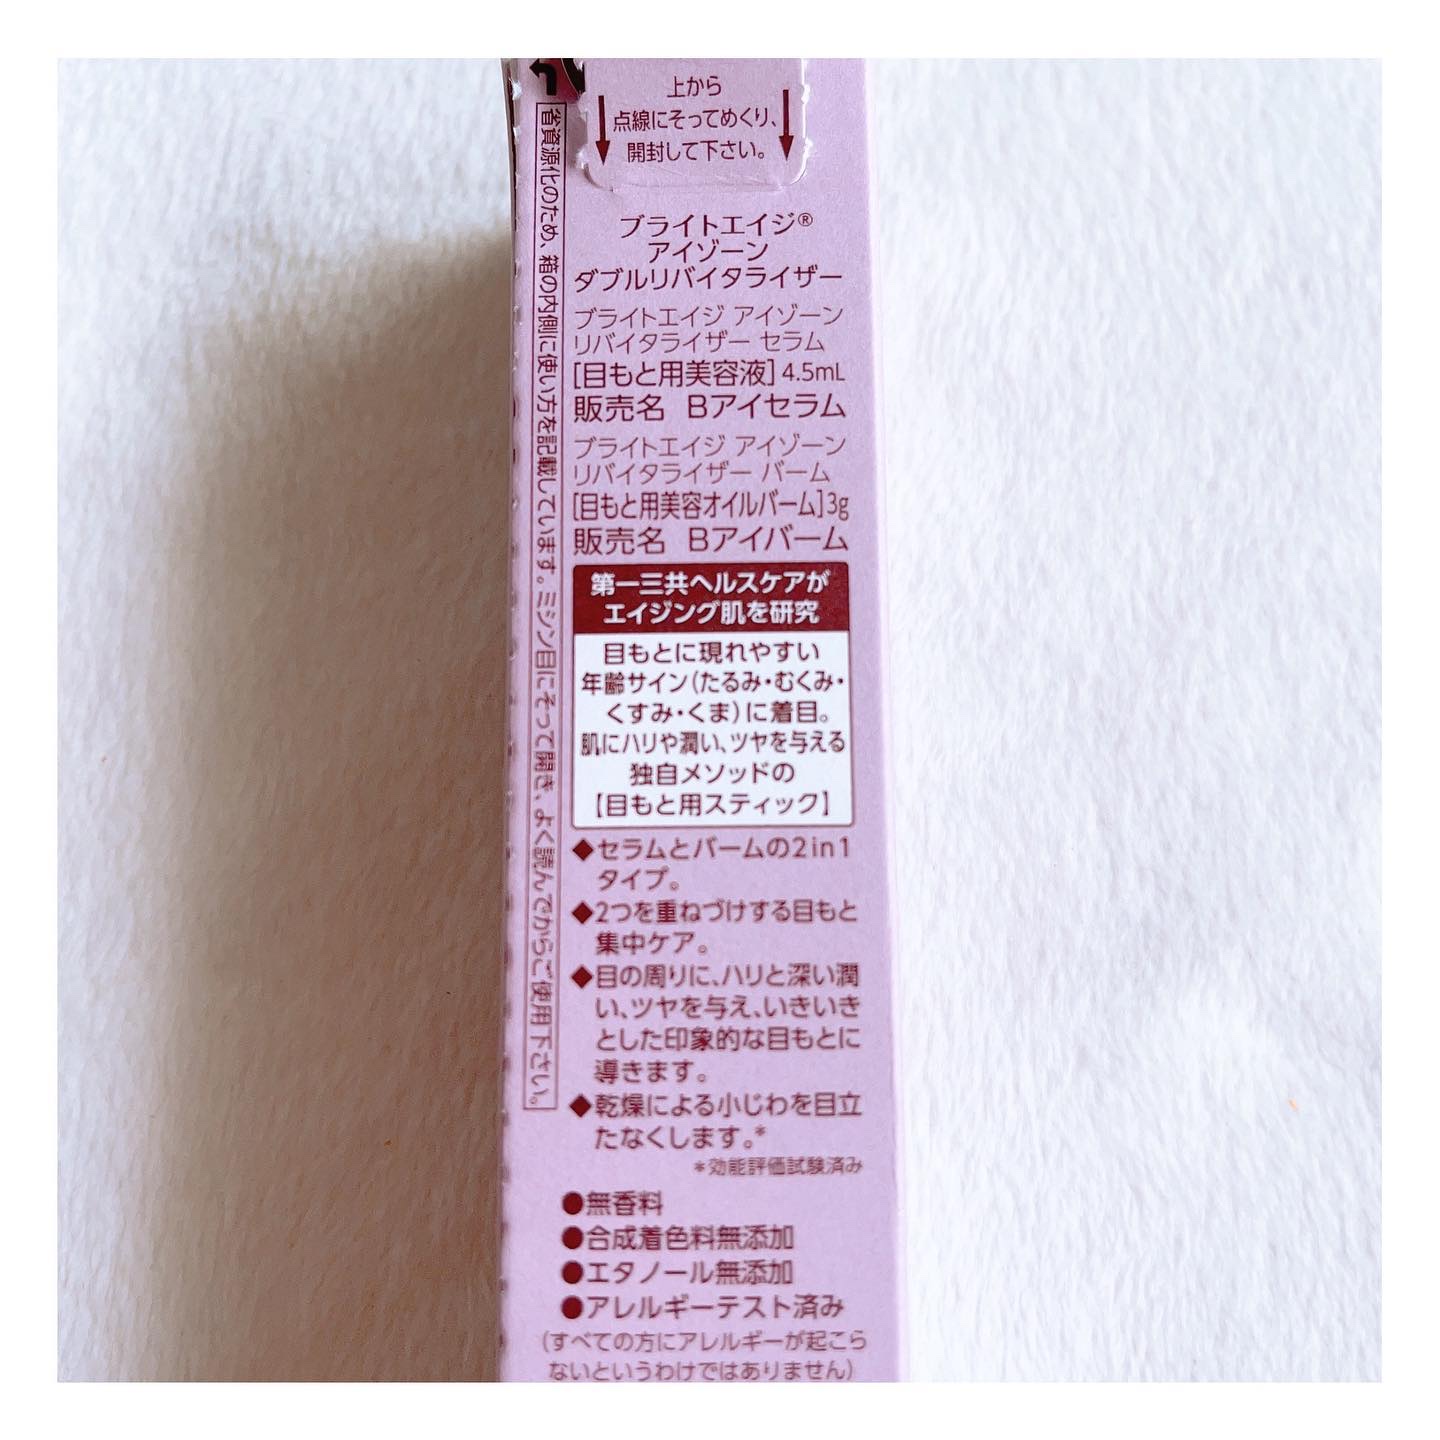 上から
点線にそってめくり、
開封して下さい。
省資源化のため、箱の内側に使い方を記載しています。ミシン目にそって開き、よく読んでからご使用下さい。
ブライトエイジ®
アイゾーン
ダブルリバイタライザー
ブライトエイジ アイゾーン
リバイタライザー セラム
[目もと用美容液] 4.5mL
販売名 Bアイセラム
ブライトエイジ アイゾーン
リバイタライザー バーム
[目もと用美容オイルバーム]3g
販売名 Bアイバーム
第一三共ヘルスケアが
エイジング肌を研究
目もとに現れやすい
年齢サイン(たるみ・むくみ・
くすみ・くま)に着目。
肌にハリや潤い、ツヤを与える
独自メソッドの
【目もと用スティック】
◆セラムとバームの2in1
タイプ。
◆2つを重ねづけする目もと
集中ケア。
◆目の周りに、ハリと深い潤
い、ツヤを与え、いきいき
とした印象的な目もとに
導きます。
◆乾燥による小じわを目立
たなくします。*
*効能評価試験済み
●無香料
●合成着色料無添加
●エタノール無添加
●アレルギーテスト済み
(すべての方にアレルギーが起こら
ないというわけではありません)